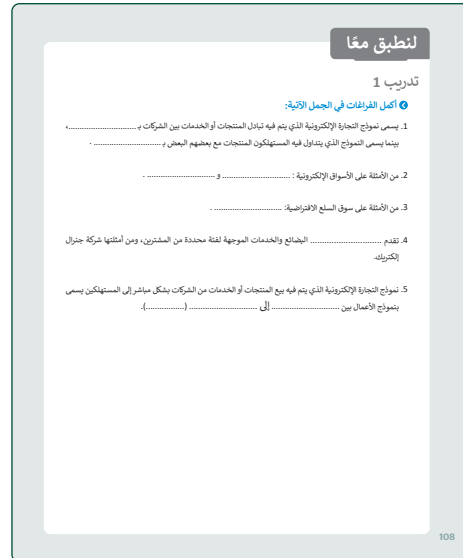 لنطبق معًا
تدريب 1
أكمل الفراغات في الجمل الآتية:
1. يسمى نموذج التجارة الإلكترونية الذي يتم فيه تبادل المنتجات أو الخدمات بين الشركات بـ ..............................،
بينما يسمى النموذج الذي يتداول فيه المستهلكون المنتجات مع بعضهم البعض بـ .............................. .
2. من الأمثلة على الأسواق الإلكترونية : .............................. و .............................. .
3. من الأمثلة على سوق السلع الافتراضية: .............................. .
4. تقدم .............................. البضائع والخدمات الموجهة لفئة محددة من المشترين، ومن أمثلتها شركة جنرال
إلكتريك.
5. نموذج التجارة الإلكترونية الذي يتم فيه بيع المنتجات أو الخدمات من الشركات بشكل مباشر إلى المستهلكين يسمى
بنموذج الأعمال بين .............................. إلى .............................. (.................).
108